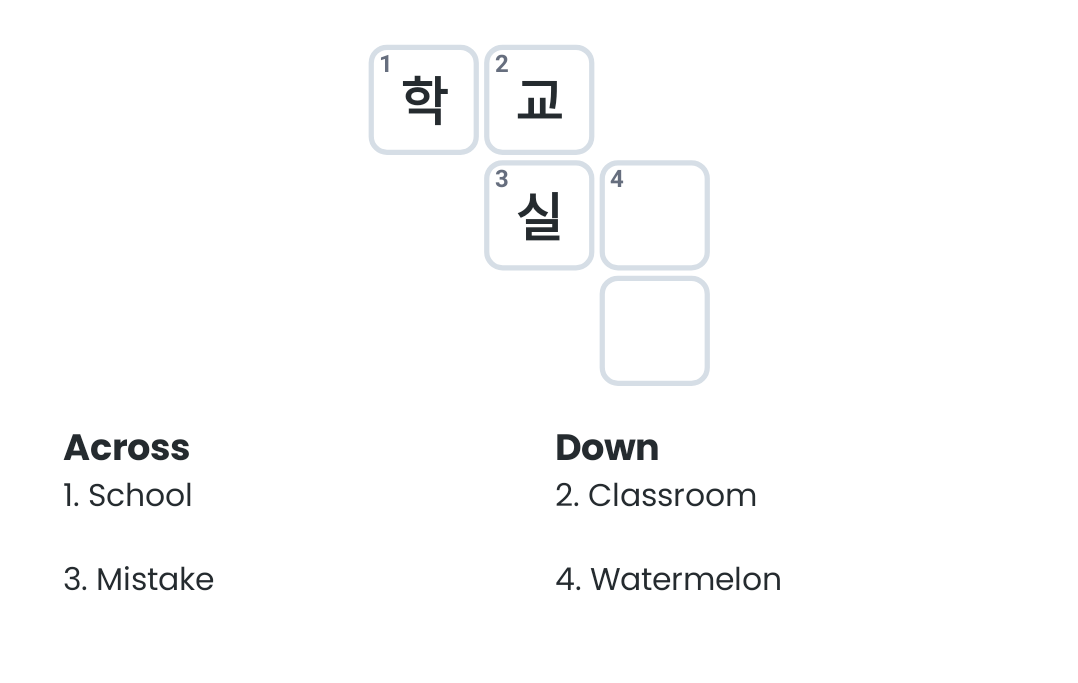 1 학 2 교
3 실 4
Across
1. School
3. Mistake
Down
2. Classroom
4. Watermelon